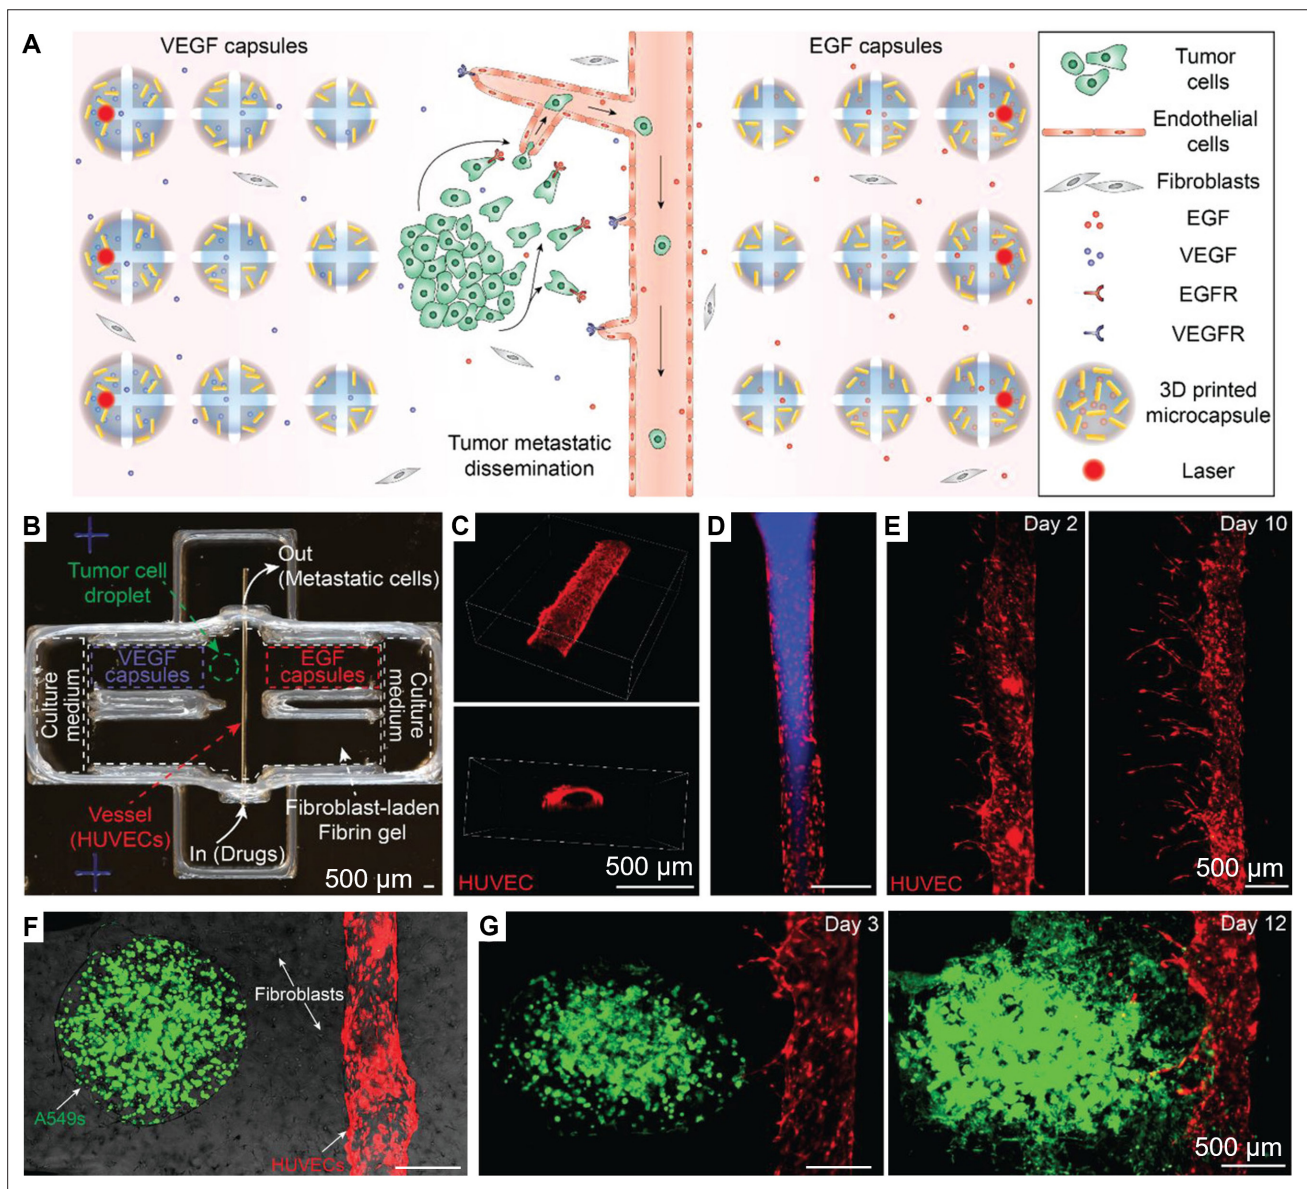 A
VEGF capsules
EGF capsules
Tumor
cells
Endothelial
cells
Fibroblasts
EGF
VEGF
EGFR
VEGFR
3D printed
microcapsule
Laser
Tumor metastatic
dissemination
B
Tumor cell
droplet
Out
(Metastatic cells)
VEGF
capsules
EGF
capsules
Culture
medium
Culture
medium
Vessel
(HUVECs)
Fibroblast-laden
Fibrin gel
In (Drugs)
500 µm
C
HUVEC
500 µm
D
E
Day 2
HUVEC
Day 10
500 µm
F
Fibroblasts
A549s
HUVECs
G
Day 3
Day 12
500 µm